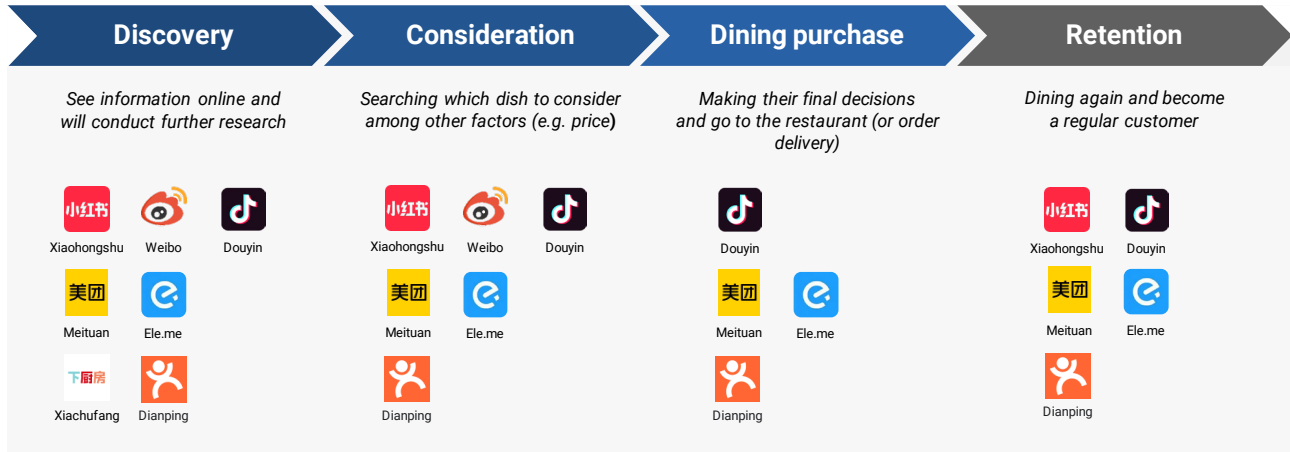 Discovery
Consideration
Dining purchase
Retention
See information online and
will conduct further research
Searching which dish to consider
among other factors (e.g. price)
Making their final decisions
and go to the restaurant (or order
delivery)
Dining again and become
a regular customer
小红书
Xiaohongshu
Weibo
Douyin
美团
Meituan
Ele.me
下厨房
Xiachufang
Dianping
小红书
Xiaohongshu
Weibo
Douyin
美团
Meituan
Ele.me
Dianping
Douyin
美团
Meituan
Ele.me
Dianping
小红书
Xiaohongshu
Douyin
美团
Meituan
Ele.me
Dianping